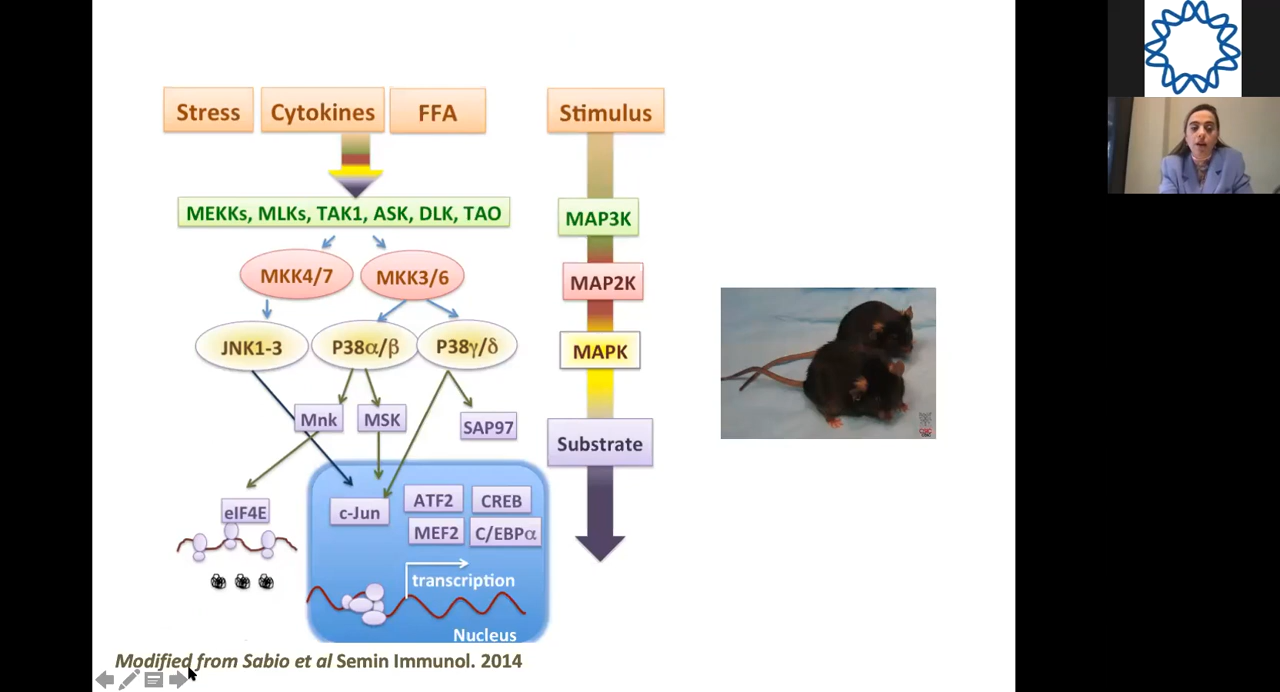 Stress Cytokines FFA Stimulus
MEKKs, MLKs, TAK1, ASK, DLK, TAO
MAP3K
MKK4/7 MKK3/6
MAP2K
JNK1-3 P38α/β P38γ/δ
MAPK
Mnk MSK SAP97
Substrate
eIF4E
c-Jun ATF2 CREB
MEF2 C/EBPα
transcription
Nucleus
Modified from Sabio et al Semin Immunol. 2014